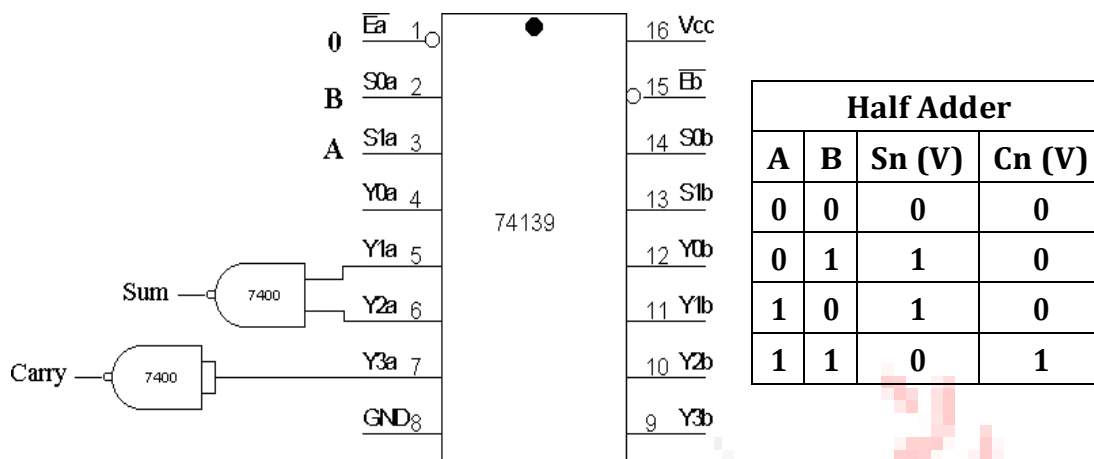 0 Ea 1
B S0a 2
A S1a 3
Y0a 4
Y1a 5
Y2a 6
Y3a 7
GND 8
74139
16 Vcc
15 Eb
14 S0b
13 S1b
12 Y0b
11 Y1b
10 Y2b
9 Y3b
Sum 7400
Carry 7400
Half Adder
A B Sn (V) Cn (V)
0 0 0 0
0 1 1 0
1 0 1 0
1 1 0 1